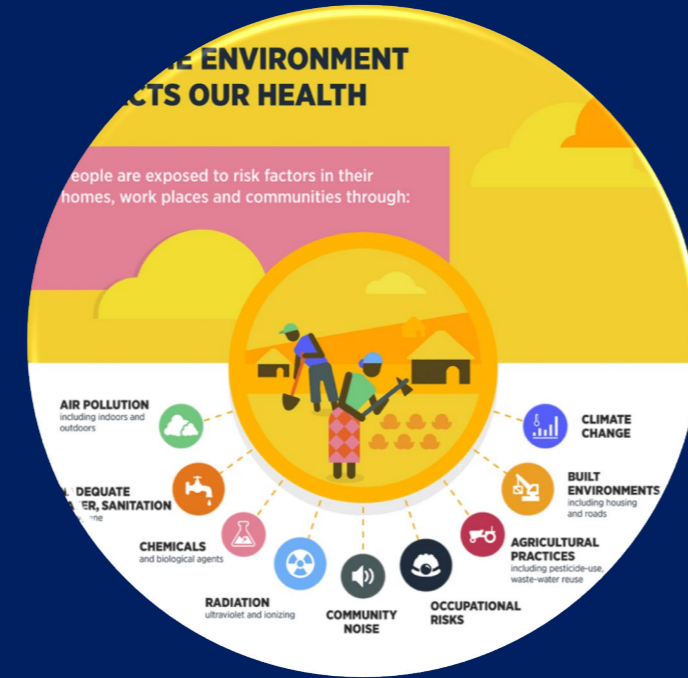 ENVIRONMENT
OUR HEALTH
are exposed to risk factors in their
homes, work places and communities through:
AIR POLLUTION
including indoors and
outdoors
SANITATION
CHEMICALS
and biological agents
RADIATION
ultraviolet and ionizing
COMMUNITY
NOISE
OCCUPATIONAL
RISKS
AGRICULTURAL
PRACTICES
including pesticide-use,
waste-water reuse
BUILT
ENVIRONMENTS
including housing
and roads
CLIMATE
CHANGE